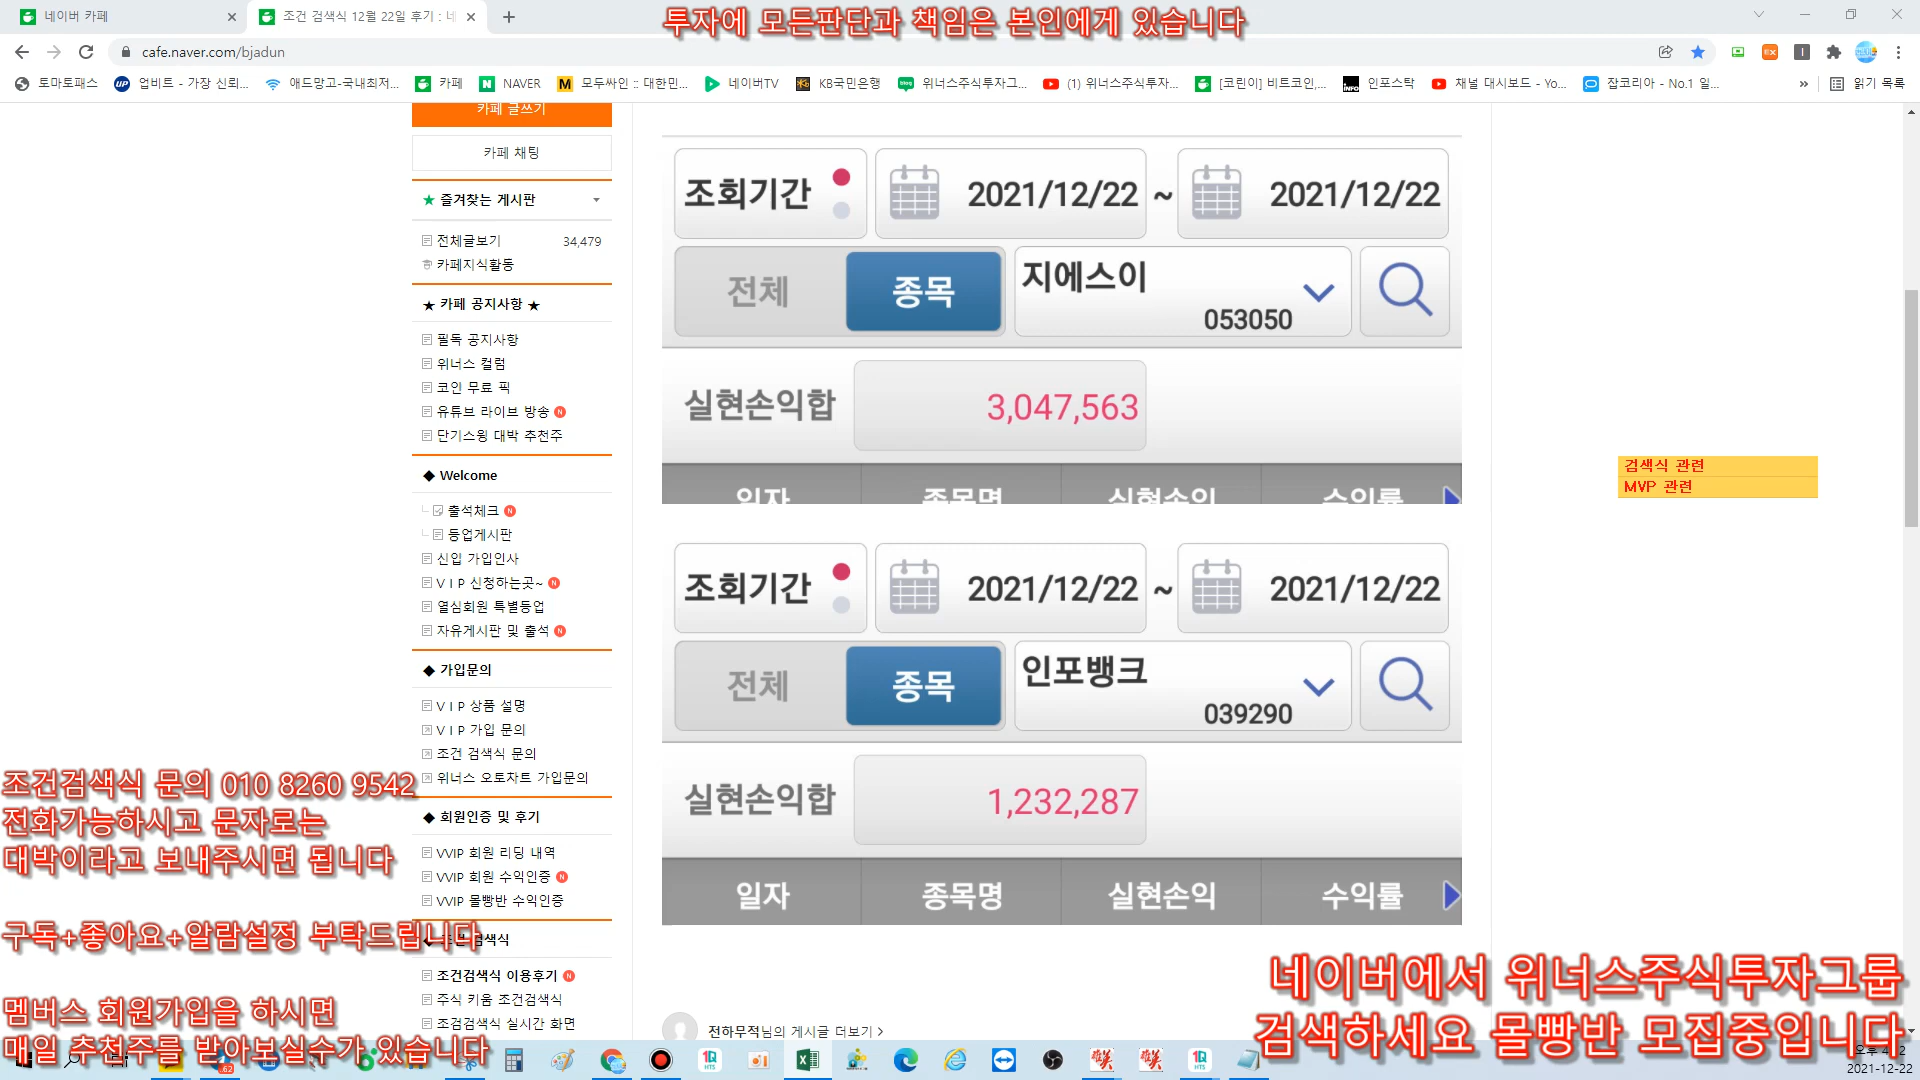 네이버 카페
조건 검색식 12월 22일 후기 : 네
투자에 모든판단과 책임은 본인에게 있습니다
cafe.naver.com/bjadun
토마토패스
업비트 - 가장 신뢰...
애드망고-국내최저...
카페
NAVER
모두싸인 :: 대한민...
네이버TV
KB국민은행
위너스주식투자그...
(1) 위너스주식투자...
[코린이] 비트코인,...
인포스탁
채널 대시보드 - Yo...
잡코리아 - No.1 일...
읽기 목록
카페 글쓰기
카페 채팅
★ 즐겨찾는 게시판
전체글보기 34,479
카페지식활동
★ 카페 공지사항 ★
필독 공지사항
위너스 컬럼
코인 무료 픽
유튜브 라이브 방송 N
단기스윙 대박 추천주
◆ Welcome
출석체크 N
등업게시판
신입 가입인사
V I P 신청하는곳~ N
열심회원 특별등업
자유게시판 및 출석 N
◆ 가입문의
V I P 상품 설명
V I P 가입 문의
조건 검색식 문의
위너스 오토차트 가입문의
◆ 회원인증 및 후기
VVIP 회원 리딩 내역
VVIP 회원 수익인증 N
VVIP 몰빵반 수익인증
◆ 조건 검색식
조건검색식 이용후기 N
주식 키움 조건검색식
조검검색식 실시간 화면
조회기간 2021/12/22 ~ 2021/12/22
전체 종목 지에스이 053050
실현손익합 3,047,563
일자 종목명 실현손익 수익률
조회기간 2021/12/22 ~ 2021/12/22
전체 종목 인포뱅크 039290
실현손익합 1,232,287
일자 종목명 실현손익 수익률
전하무적님의 게시글 더보기 >
검색식 관련
MVP 관련
조건검색식 문의 010 8260 9542
전화가능하시고 문자로는
대박이라고 보내주시면 됩니다
구독+좋아요+알람설정 부탁드립니다
멤버스 회원가입을 하시면
매일 추천주를 받아보실수가 있습니다
네이버에서 위너스주식투자그룹
검색하세요 몰빵반 모집중입니다
2021-12-22